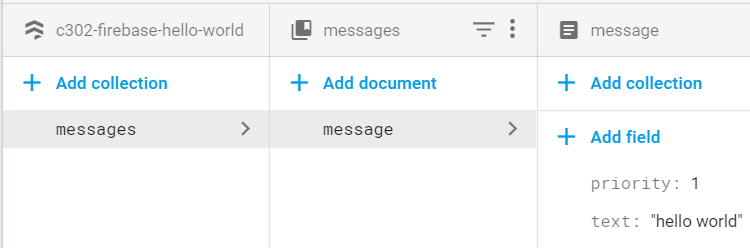 c302-firebase-hello-world
messages
message
Add collection
Add document
Add collection
messages
message
Add field
priority: 1
text: "hello world"